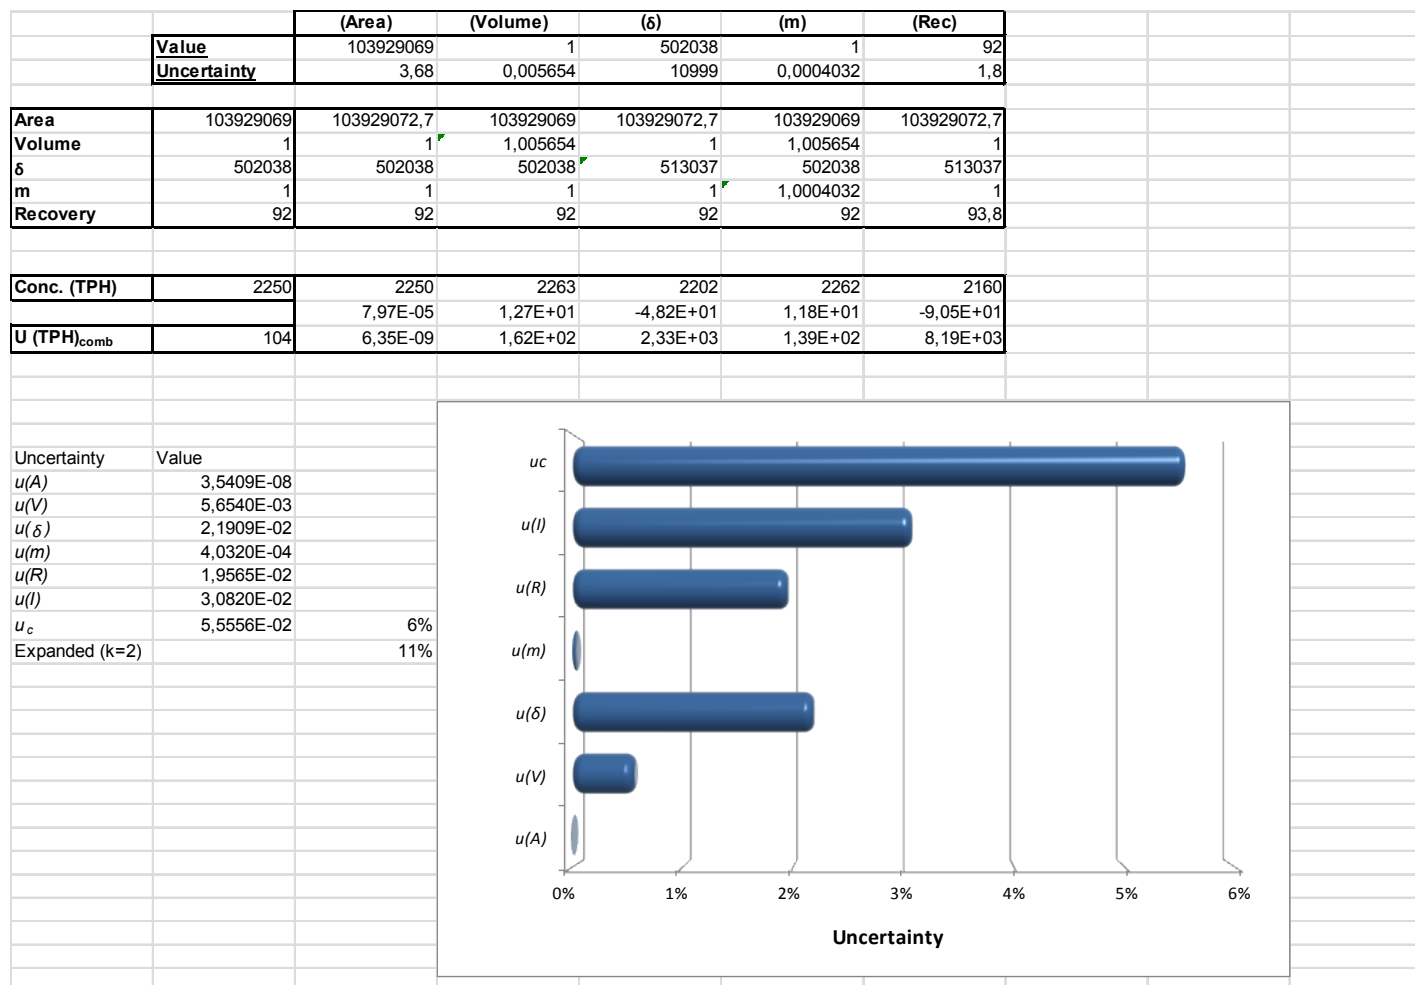 (Area) (Volume) (δ) (m) (Rec)
Value 103929069 1 502038 1 92
Uncertainty 3,68 0,005654 10999 0,0004032 1,8
Area 103929069 103929072,7 103929069 103929072,7 103929069 103929072,7
Volume 1 1 1,005654 1 1,005654 1
δ 502038 502038 502038 513037 502038 513037
m 1 1 1 1 1,0004032 1
Recovery 92 92 92 92 92 93,8
Conc. (TPH) 2250 2250 2263 2202 2262 2160
7,97E-05 1,27E+01 -4,82E+01 1,18E+01 -9,05E+01
U (TPH)comb 104 6,35E-09 1,62E+02 2,33E+03 1,39E+02 8,19E+03
Uncertainty Value
u(A) 3,5409E-08
u(V) 5,6540E-03
u(δ) 2,1909E-02
u(m) 4,0320E-04
u(R) 1,9565E-02
u(I) 3,0820E-02
uc 5,5556E-02 6%
Expanded (k=2) 11%
uc
u(I)
u(R)
u(m)
u(δ)
u(V)
u(A)
0% 1% 2% 3% 4% 5% 6%
Uncertainty